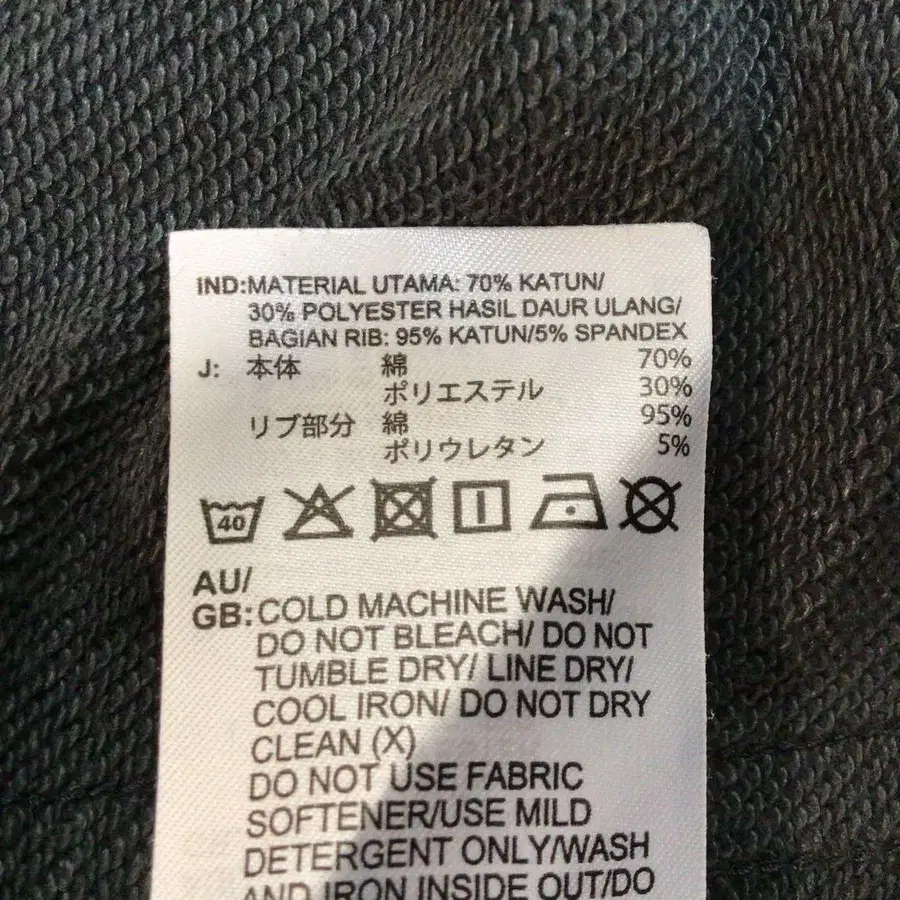 IND:MATERIAL UTAMA: 70% KATUN/
30% POLYESTER HASIL DAUR ULANG/
BAGIAN RIB: 95% KATUN/5% SPANDEX
J: 本体 綿 70%
ポリエステル 30%
リブ部分 綿 95%
ポリウレタン 5%
40
AU/
GB: COLD MACHINE WASH/
DO NOT BLEACH/ DO NOT
TUMBLE DRY/ LINE DRY/
COOL IRON/ DO NOT DRY
CLEAN (X)
DO NOT USE FABRIC
SOFTENER/USE MILD
DETERGENT ONLY/WASH
AND IRON INSIDE OUT/DO